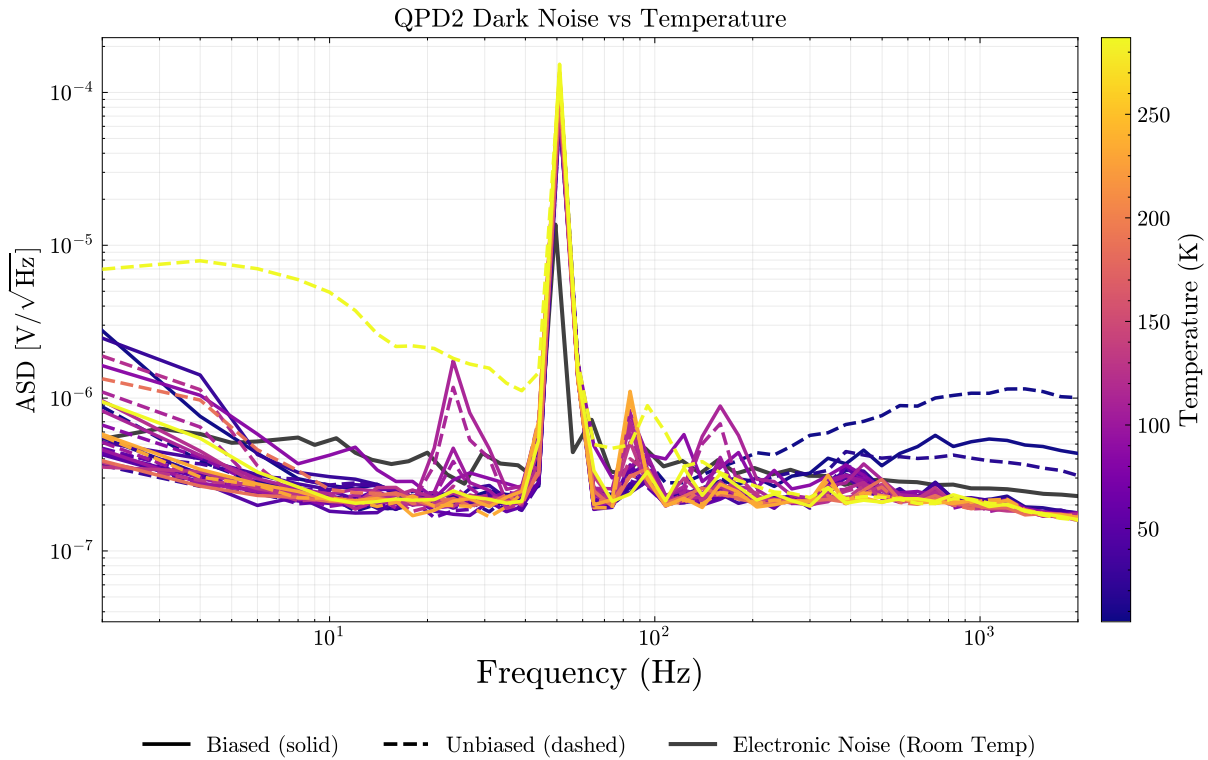 QPD2 Dark Noise vs Temperature
ASD [V/√Hz]
10⁻⁴
10⁻⁵
10⁻⁶
10⁻⁷
10¹
10²
10³
Frequency (Hz)
250
200
150
100
50
Temperature (K)
Biased (solid)
Unbiased (dashed)
Electronic Noise (Room Temp)